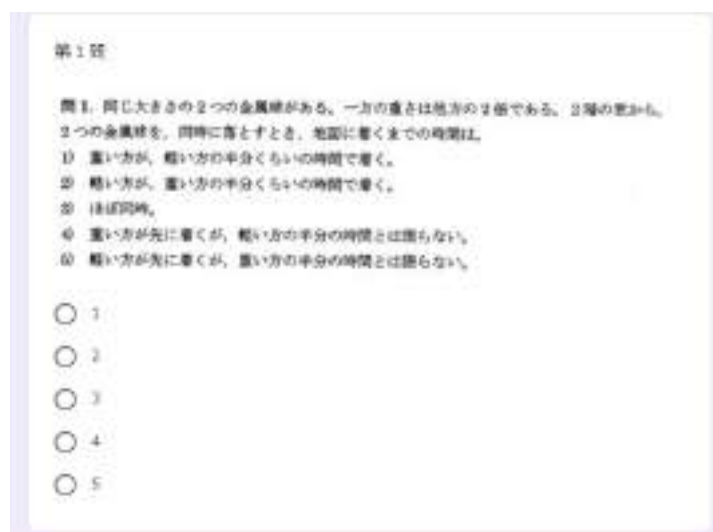 第1問
問1. 同じ大きさの2つの金属球がある。一方の重さは他方の2倍である。2階の窓から、
2つの金属球を、同時に落とすとき、地面に着くまでの時間は。
1) 重い方が、軽い方の半分くらいの時間で着く。
2) 軽い方が、重い方の半分くらいの時間で着く。
3) ほぼ同時。
4) 重い方が先に着くが、軽い方の半分の時間とは限らない。
5) 軽い方が先に着くが、重い方の半分の時間とは限らない。
1
2
3
4
5